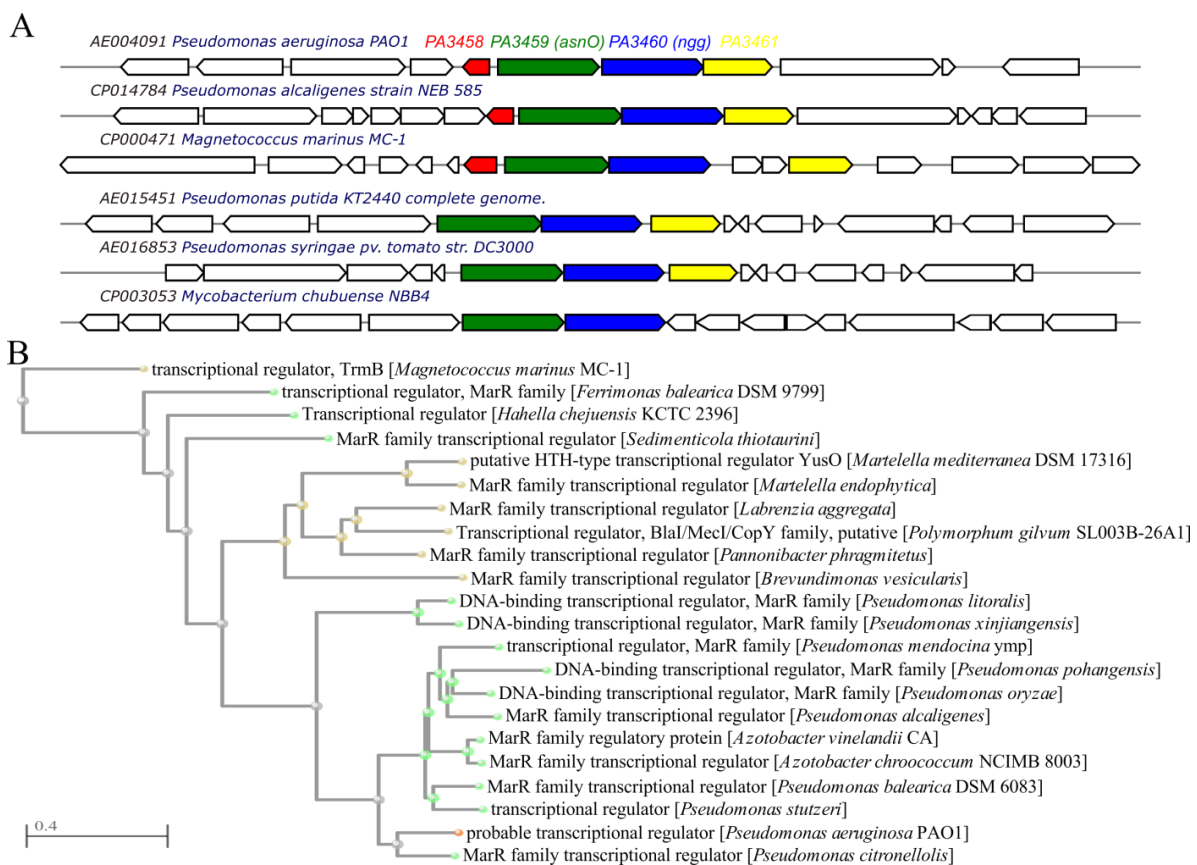 A
AE004091 Pseudomonas aeruginosa PAO1 PA3458 PA3459 (asnO) PA3460 (ngg) PA3461
CP014784 Pseudomonas alcaligenes strain NEB 585
CP000471 Magnetococcus marinus MC-1
AE015451 Pseudomonas putida KT2440 complete genome.
AE016853 Pseudomonas syringae pv. tomato str. DC3000
CP003053 Mycobacterium chubuense NBB4
B
transcriptional regulator, TrmB [Magnetococcus marinus MC-1]
transcriptional regulator, MarR family [Ferrimonas balearica DSM 9799]
Transcriptional regulator [Hahella chejuensis KCTC 2396]
MarR family transcriptional regulator [Sedimenticola thiotaurini]
putative HTH-type transcriptional regulator YusO [Martelella mediterranea DSM 17316]
MarR family transcriptional regulator [Martelella endophytica]
MarR family transcriptional regulator [Labrenzia aggregata]
Transcriptional regulator, BlaI/MecI/CopY family, putative [Polymorphum gilvum SL003B-26A1]
MarR family transcriptional regulator [Pannonibacter phragmitetus]
MarR family transcriptional regulator [Brevundimonas vesicularis]
DNA-binding transcriptional regulator, MarR family [Pseudomonas litoralis]
DNA-binding transcriptional regulator, MarR family [Pseudomonas xinjiangensis]
transcriptional regulator, MarR family [Pseudomonas mendocina ymp]
DNA-binding transcriptional regulator, MarR family [Pseudomonas pohangensis]
DNA-binding transcriptional regulator, MarR family [Pseudomonas oryzae]
MarR family transcriptional regulator [Pseudomonas alcaligenes]
MarR family regulatory protein [Azotobacter vinelandii CA]
MarR family transcriptional regulator [Azotobacter chroococcum NCIMB 8003]
MarR family transcriptional regulator [Pseudomonas balearica DSM 6083]
transcriptional regulator [Pseudomonas stutzeri]
0.4
probable transcriptional regulator [Pseudomonas aeruginosa PAO1]
MarR family transcriptional regulator [Pseudomonas citronellolis]